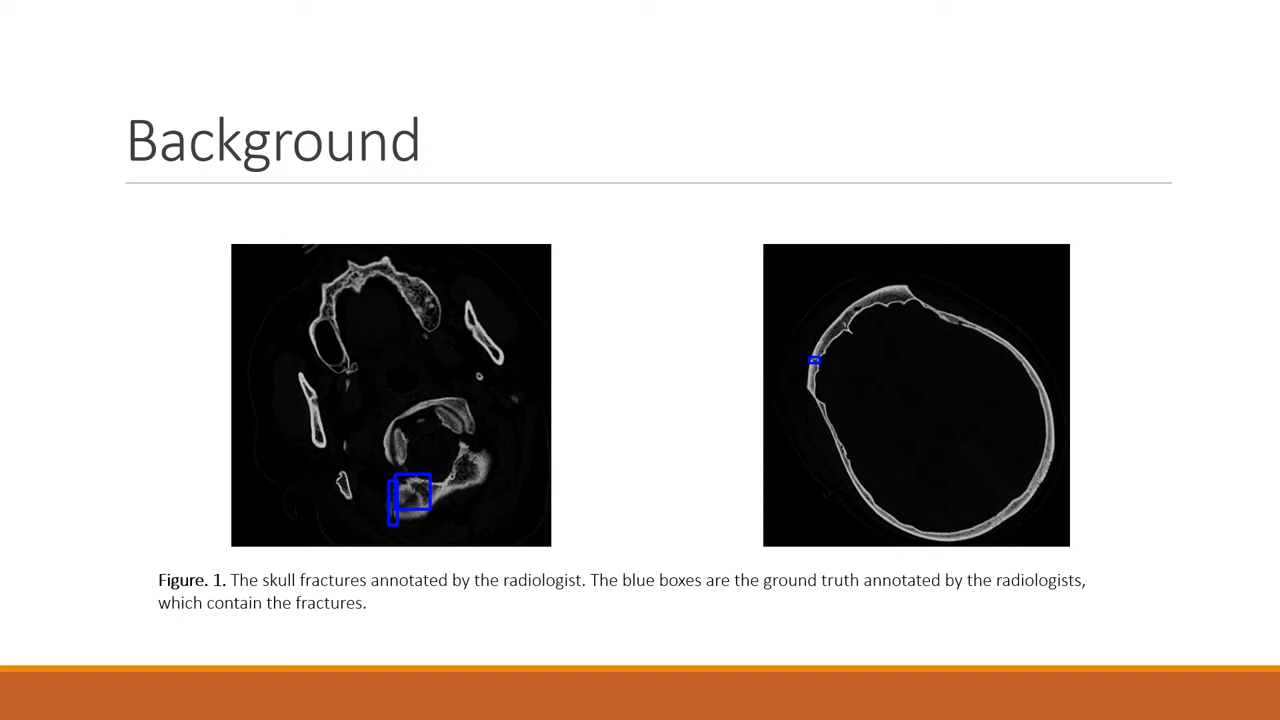 Background
Figure. 1. The skull fractures annotated by the radiologist. The blue boxes are the ground truth annotated by the radiologists,
which contain the fractures.